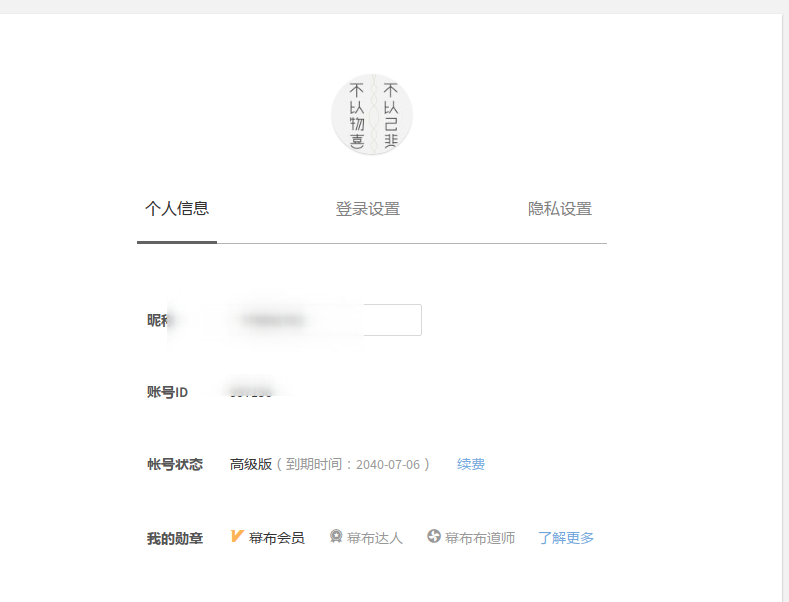 不以物喜
不以己悲
个人信息 登录设置 隐私设置
昵称
账号ID
帐号状态 高级版（到期时间：2040-07-06） 续费
我的勋章 幕布会员 幕布达人 幕布布道师 了解更多